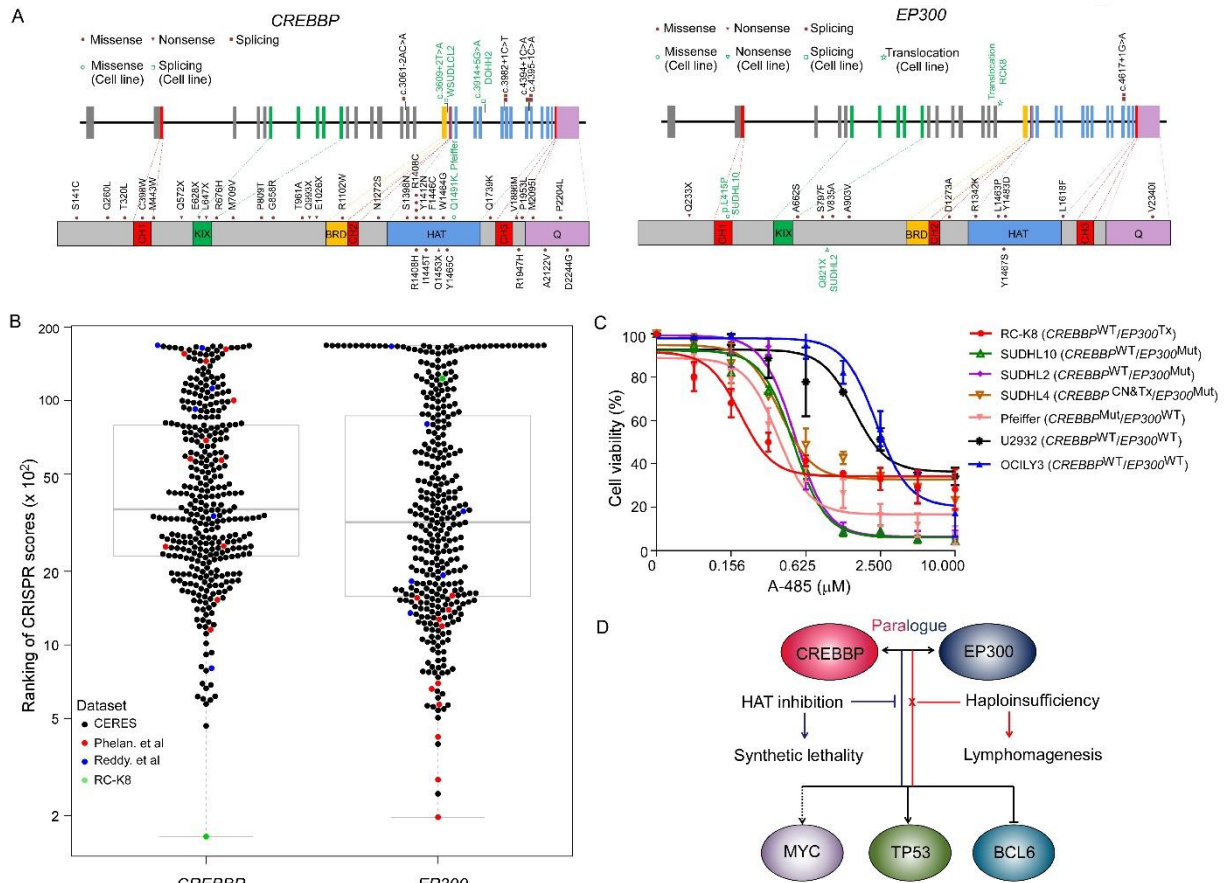 A
CREBBP
Missense
Nonsense
Splicing
Missense
(Cell line)
Splicing
(Cell line)
c.3061-2AC>A
c.3609+2T>A
WSUDLCL2
c.3914+5G>A
DOHH2
c.3982+1C>T
c.4394+1C>A
c.4395-1C>A
S141C
Q260L
T320L
C398W
M443W
Q572X
E628X
L647X
R676H
M709V
P809T
G858R
T961A
Q993X
E1026X
R1102W
N1272S
S1398N
R1408C
Y1412N
F1446C
W1464G
Q1491K, Pfeiffer
Q1739K
V1886M
P1953L
M2095I
P2204L
CH1
KIX
BRD
CH2
HAT
CH3
Q
R1408H
I1445T
Q1453X
Y1465C
R1947H
A2122V
D2244G
EP300
Missense
Nonsense
Splicing
Missense
(Cell line)
Nonsense
(Cell line)
Splicing
(Cell line)
Translocation
(Cell line)
Translocation
RCK8
c.4617+1G>A
Q233X
p.L415P
SUDHL10
A662S
S797F
V935A
A903V
D1273A
R1342K
L1463P
Y1483D
L1618F
V2340I
CH1
KIX
BRD
CH2
HAT
CH3
Q
Q821X
SUDHL2
Y1467S
B
Ranking of CRISPR scores (x 10²)
200
100
50
20
10
5
2
Dataset
CERES
Phelan. et al
Reddy. et al
RC-K8
CREBBP
EP300
C
Cell viability (%)
100
80
60
40
20
0
0
0.156
0.625
2.500
10.000
A-485 (µM)
RC-K8 (CREBBPWT/EP300Tx)
SUDHL10 (CREBBPWT/EP300Mut)
SUDHL2 (CREBBPWT/EP300Mut)
SUDHL4 (CREBBP CN&Tx/EP300Mut)
Pfeiffer (CREBBPMut/EP300WT)
U2932 (CREBBPWT/EP300WT)
OCILY3 (CREBBPWT/EP300WT)
D
Paralogue
CREBBP
EP300
HAT inhibition
x
Haploinsufficiency
Synthetic lethality
Lymphomagenesis
MYC
TP53
BCL6